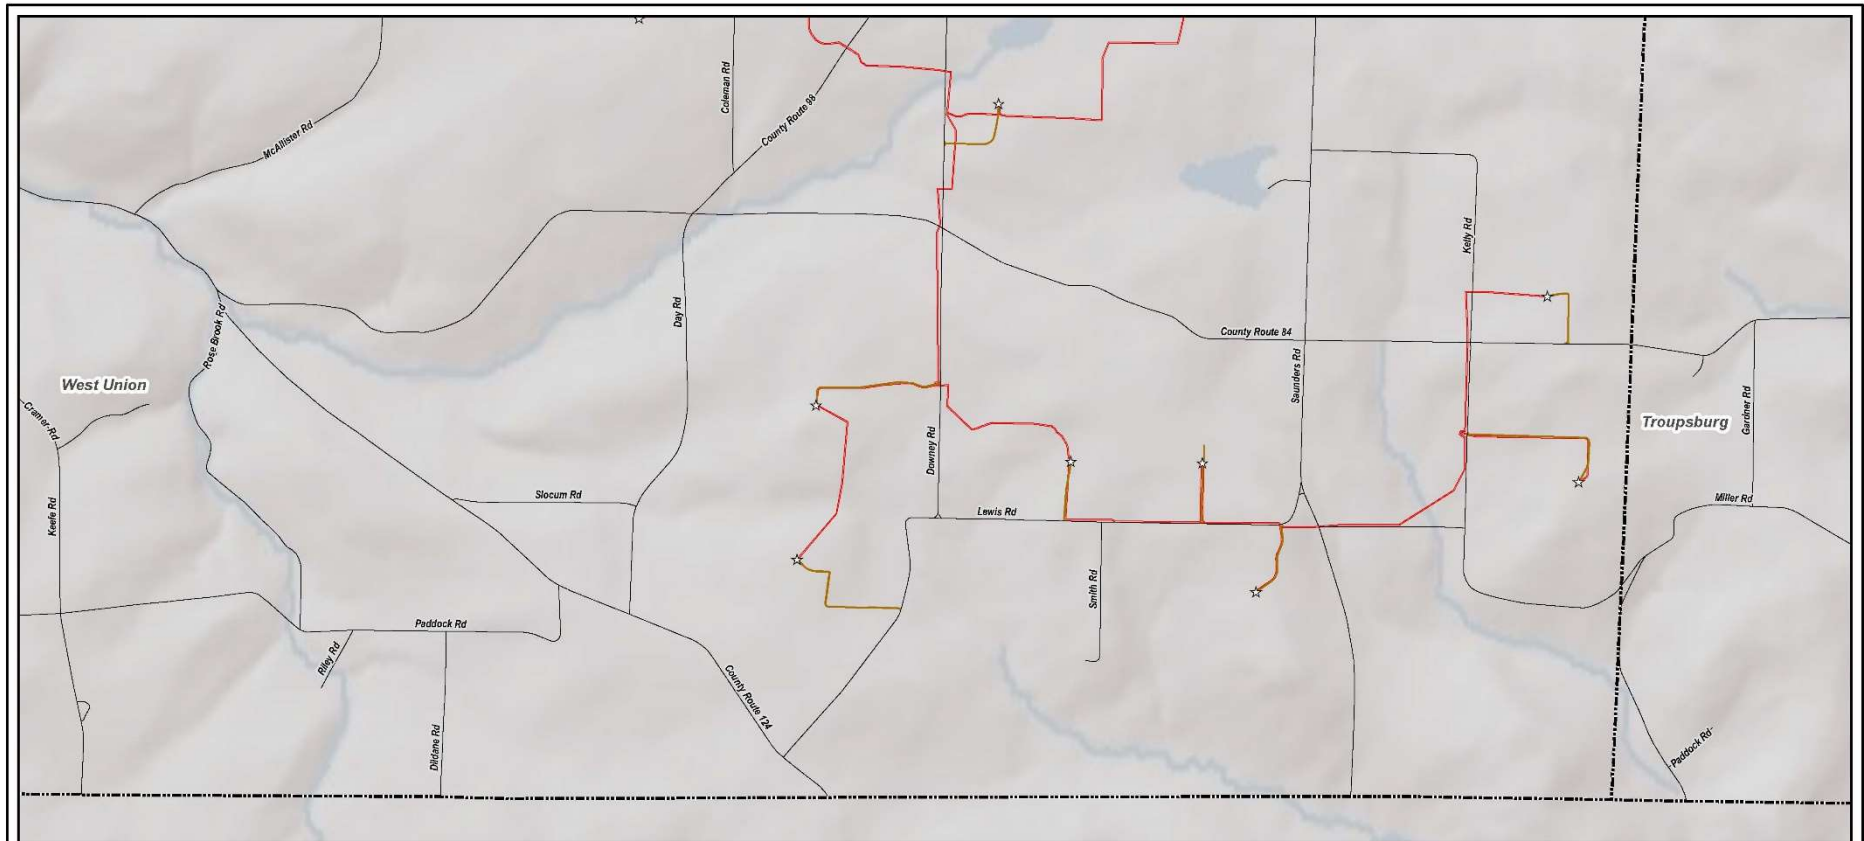 Coleman Rd
County Route 98
McAllister Rd
Kelly Rd
Rose Brook Rd
Day Rd
County Route 84
Saunders Rd
West Union
Cramer Rd
Gardner Rd
Troupsburg
Downey Rd
Keefe Rd
Slocum Rd
Lewis Rd
Miller Rd
Smith Rd
Paddock Rd
Riley Rd
County Route 124
Dildane Rd
Paddock Rd